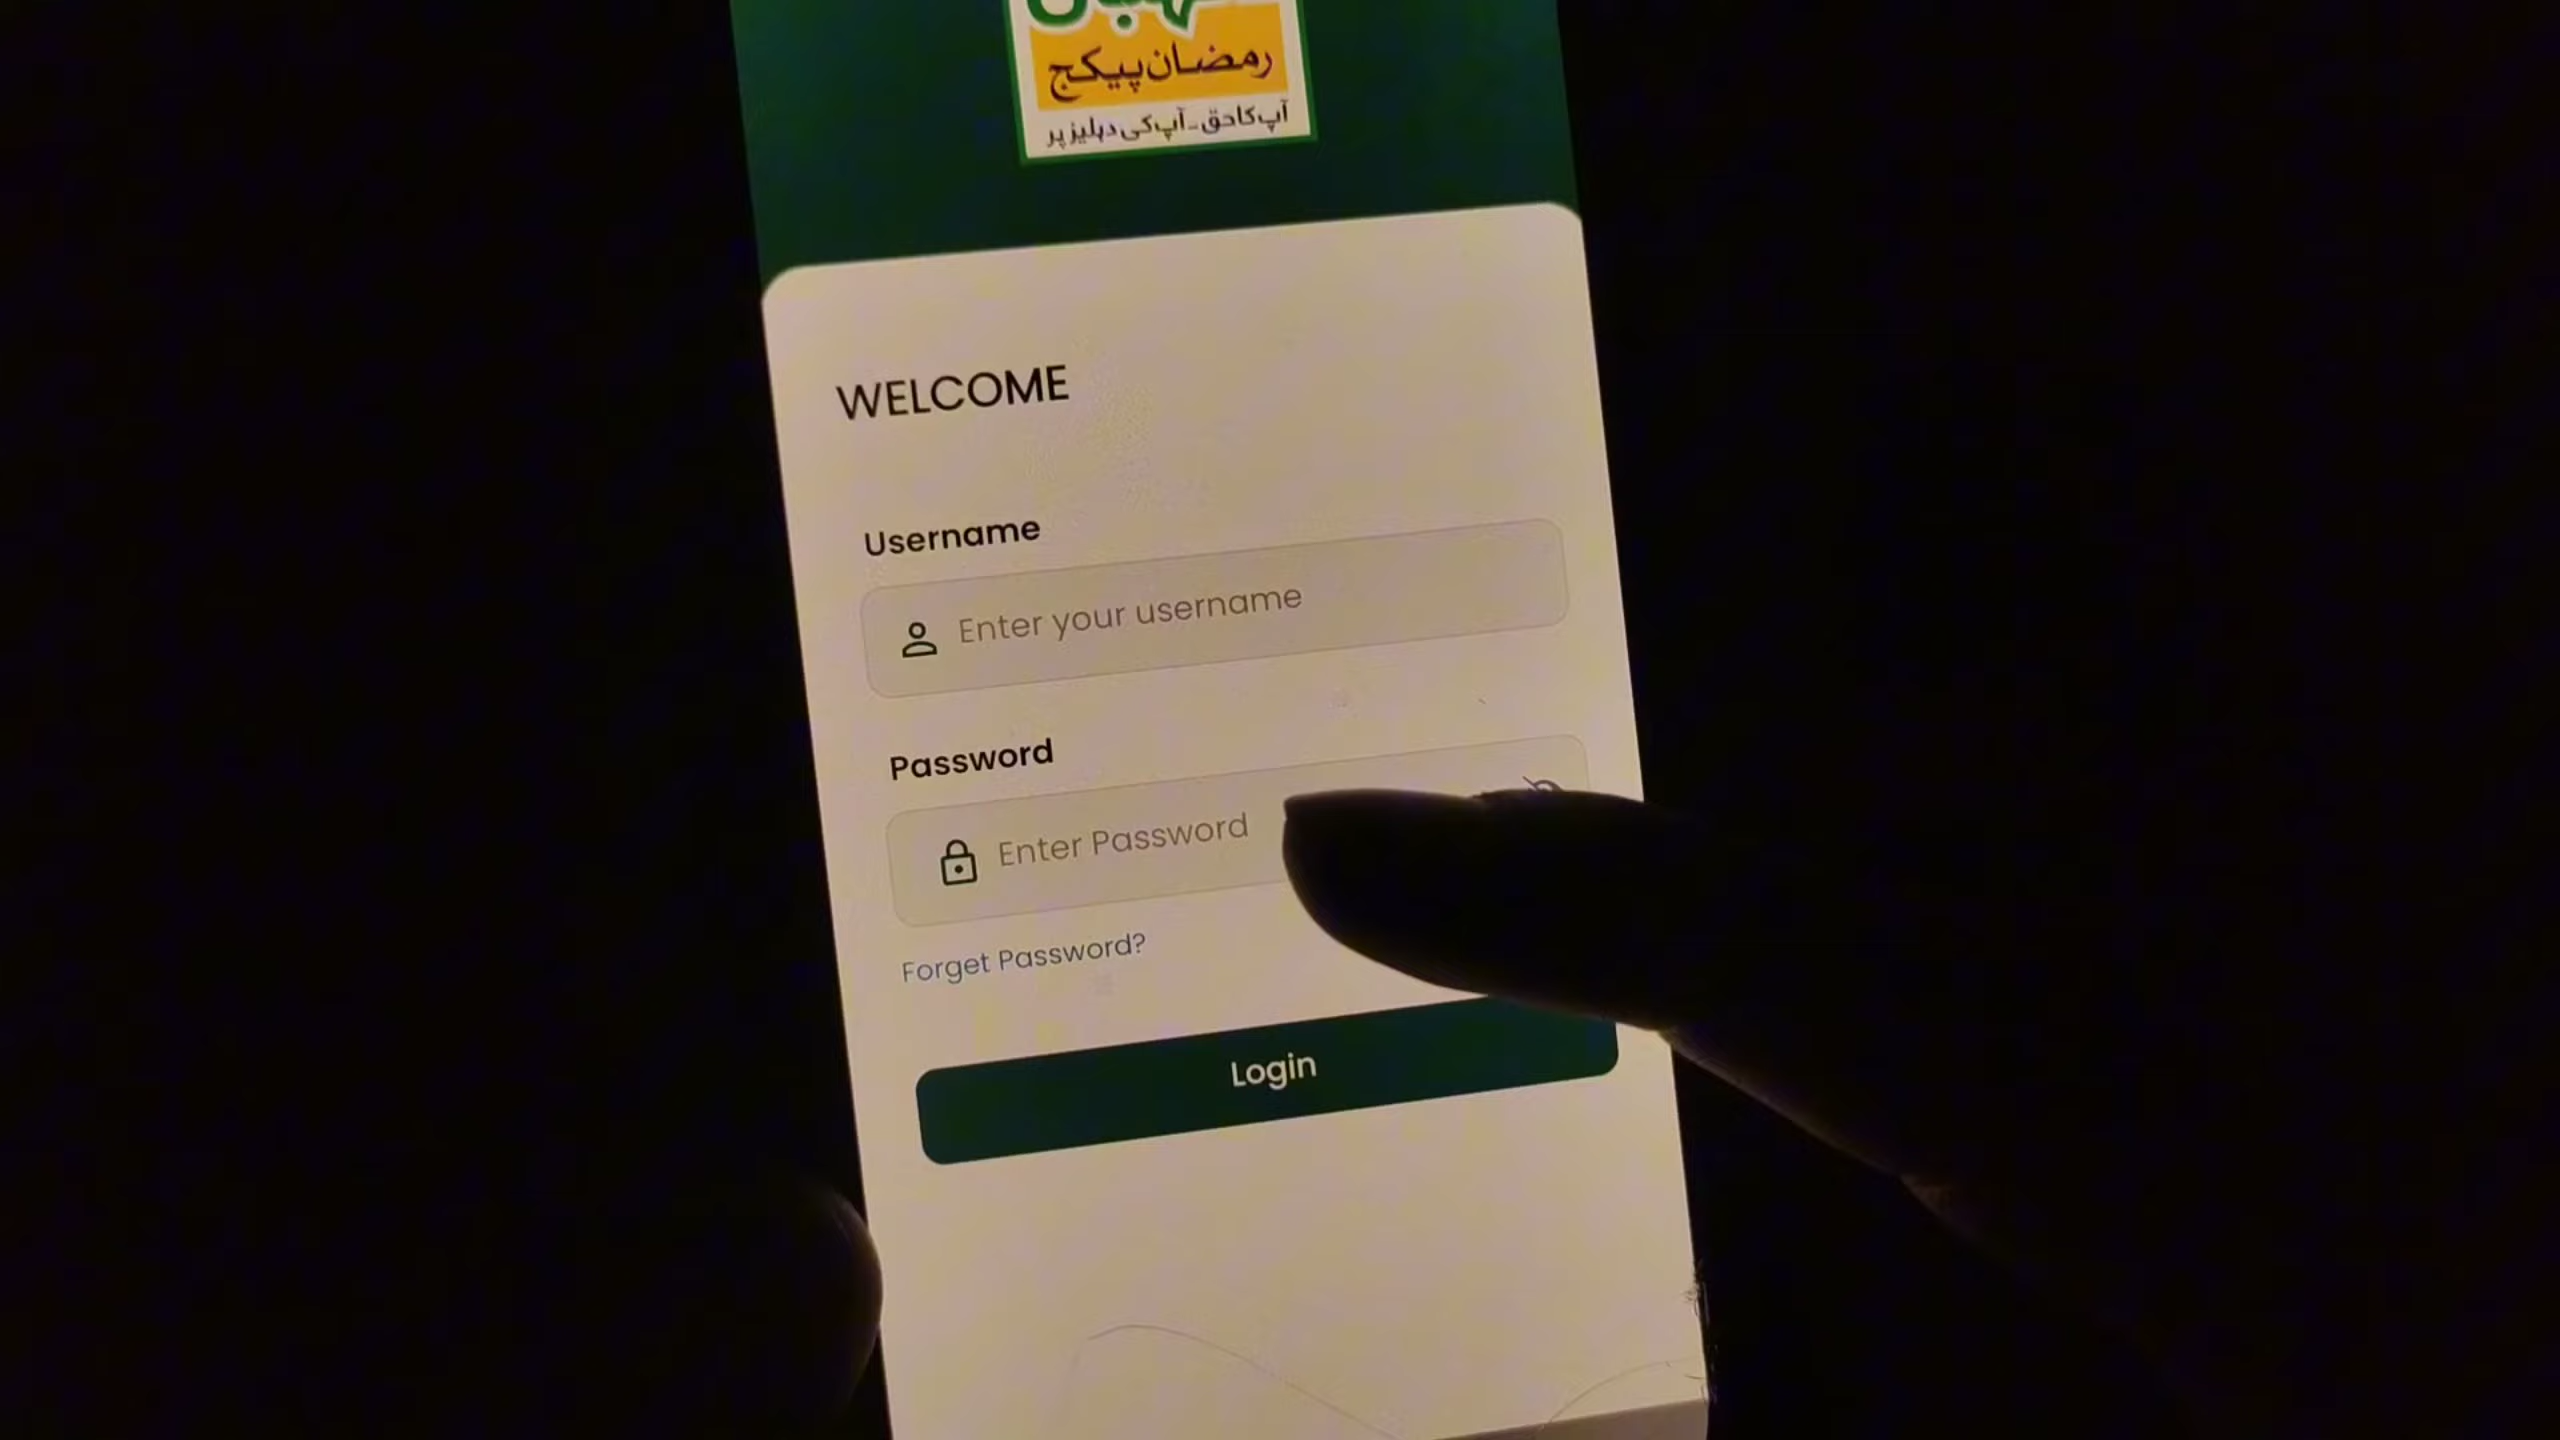 رمضان پیکج
آپ کا حق - آپ کی دہلیز پر
WELCOME
Username
Enter your username
Password
Enter Password
Forget Password?
Login